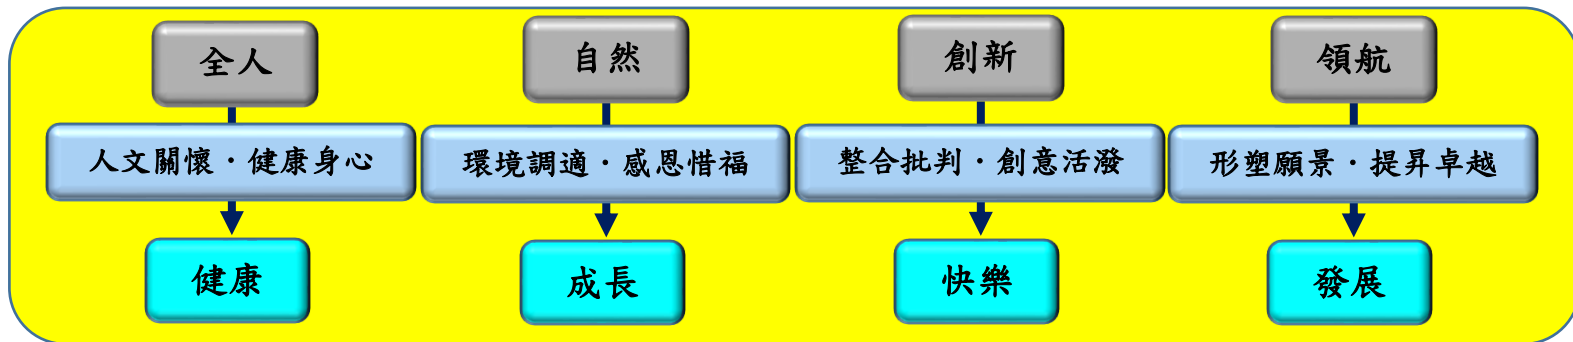 全人
自然
創新
領航
人文關懷‧健康身心
環境調適‧感恩惜福
整合批判‧創意活潑
形塑願景‧提昇卓越
健康
成長
快樂
發展